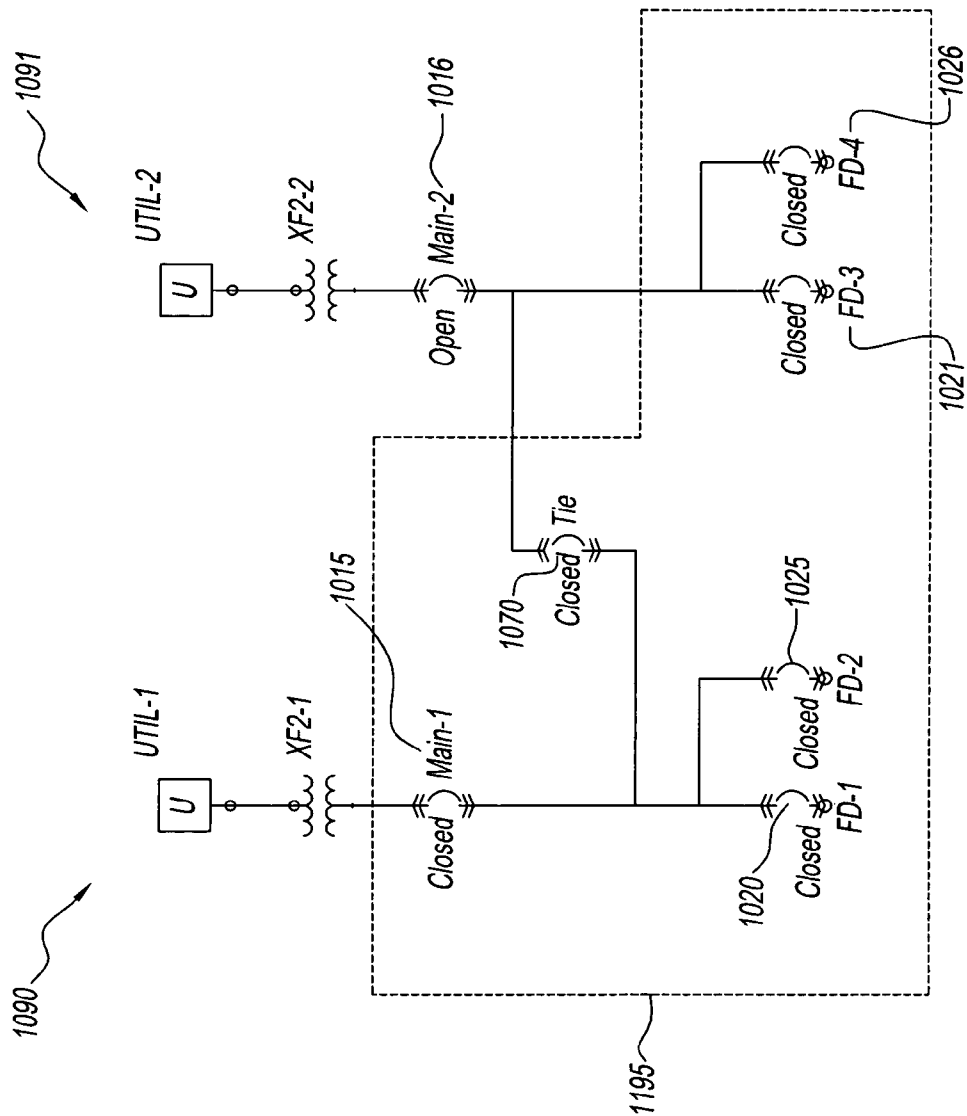 1090
1091
UTIL-1
UTIL-2
U
U
XF2-1
XF2-2
1015
1016
Main-1
Closed
Main-2
Open
Tie
1070
Closed
1020
Closed
FD-1
1025
Closed
FD-2
Closed
FD-3
1021
Closed
FD-4
1026
1195